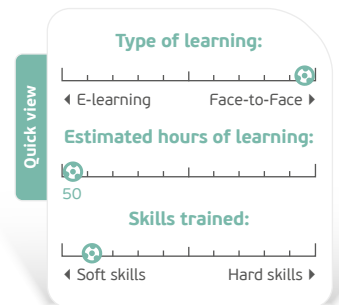 Quick view
Type of learning:
E-learning Face-to-Face
Estimated hours of learning:
50
Skills trained:
Soft skills Hard skills